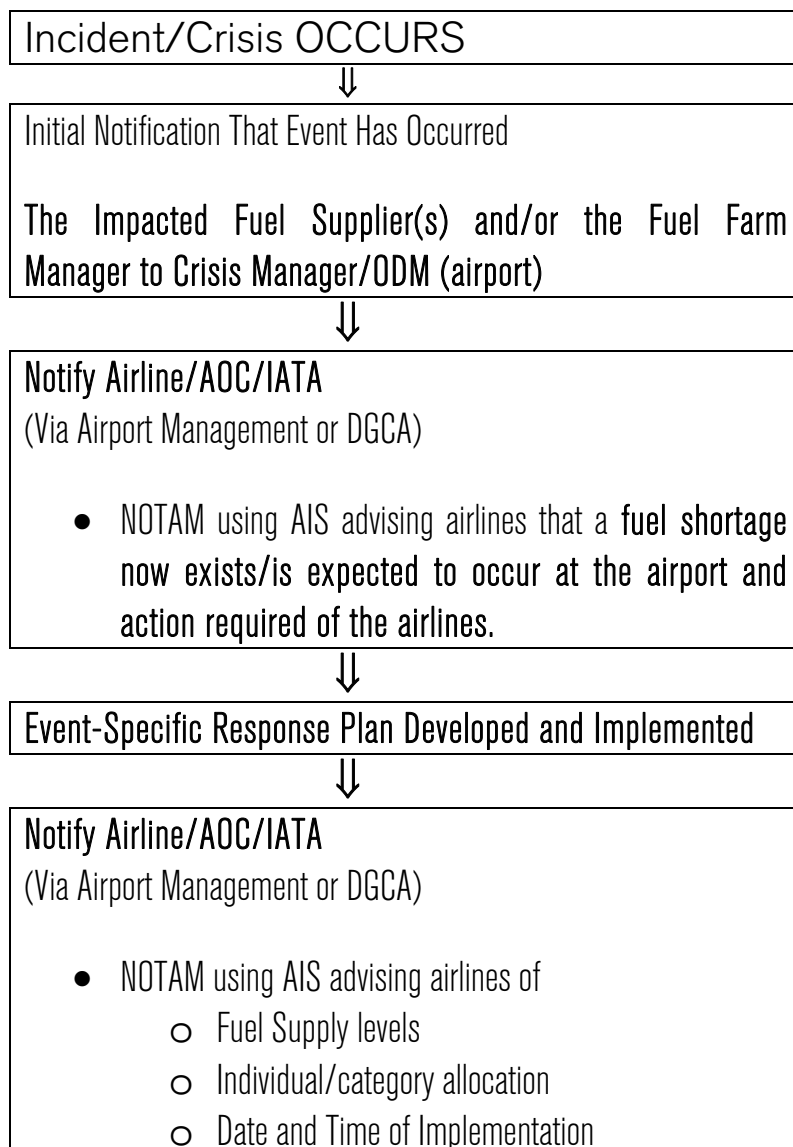 Incident/Crisis OCCURS
⇓
Initial Notification That Event Has Occurred
The Impacted Fuel Supplier(s) and/or the Fuel Farm
Manager to Crisis Manager/ODM (airport)
⇓
Notify Airline/AOC/IATA
(Via Airport Management or DGCA)
● NOTAM using AIS advising airlines that a fuel shortage
now exists/is expected to occur at the airport and
action required of the airlines.
⇓
Event-Specific Response Plan Developed and Implemented
⇓
Notify Airline/AOC/IATA
(Via Airport Management or DGCA)
● NOTAM using AIS advising airlines of
o Fuel Supply levels
o Individual/category allocation
o Date and Time of Implementation